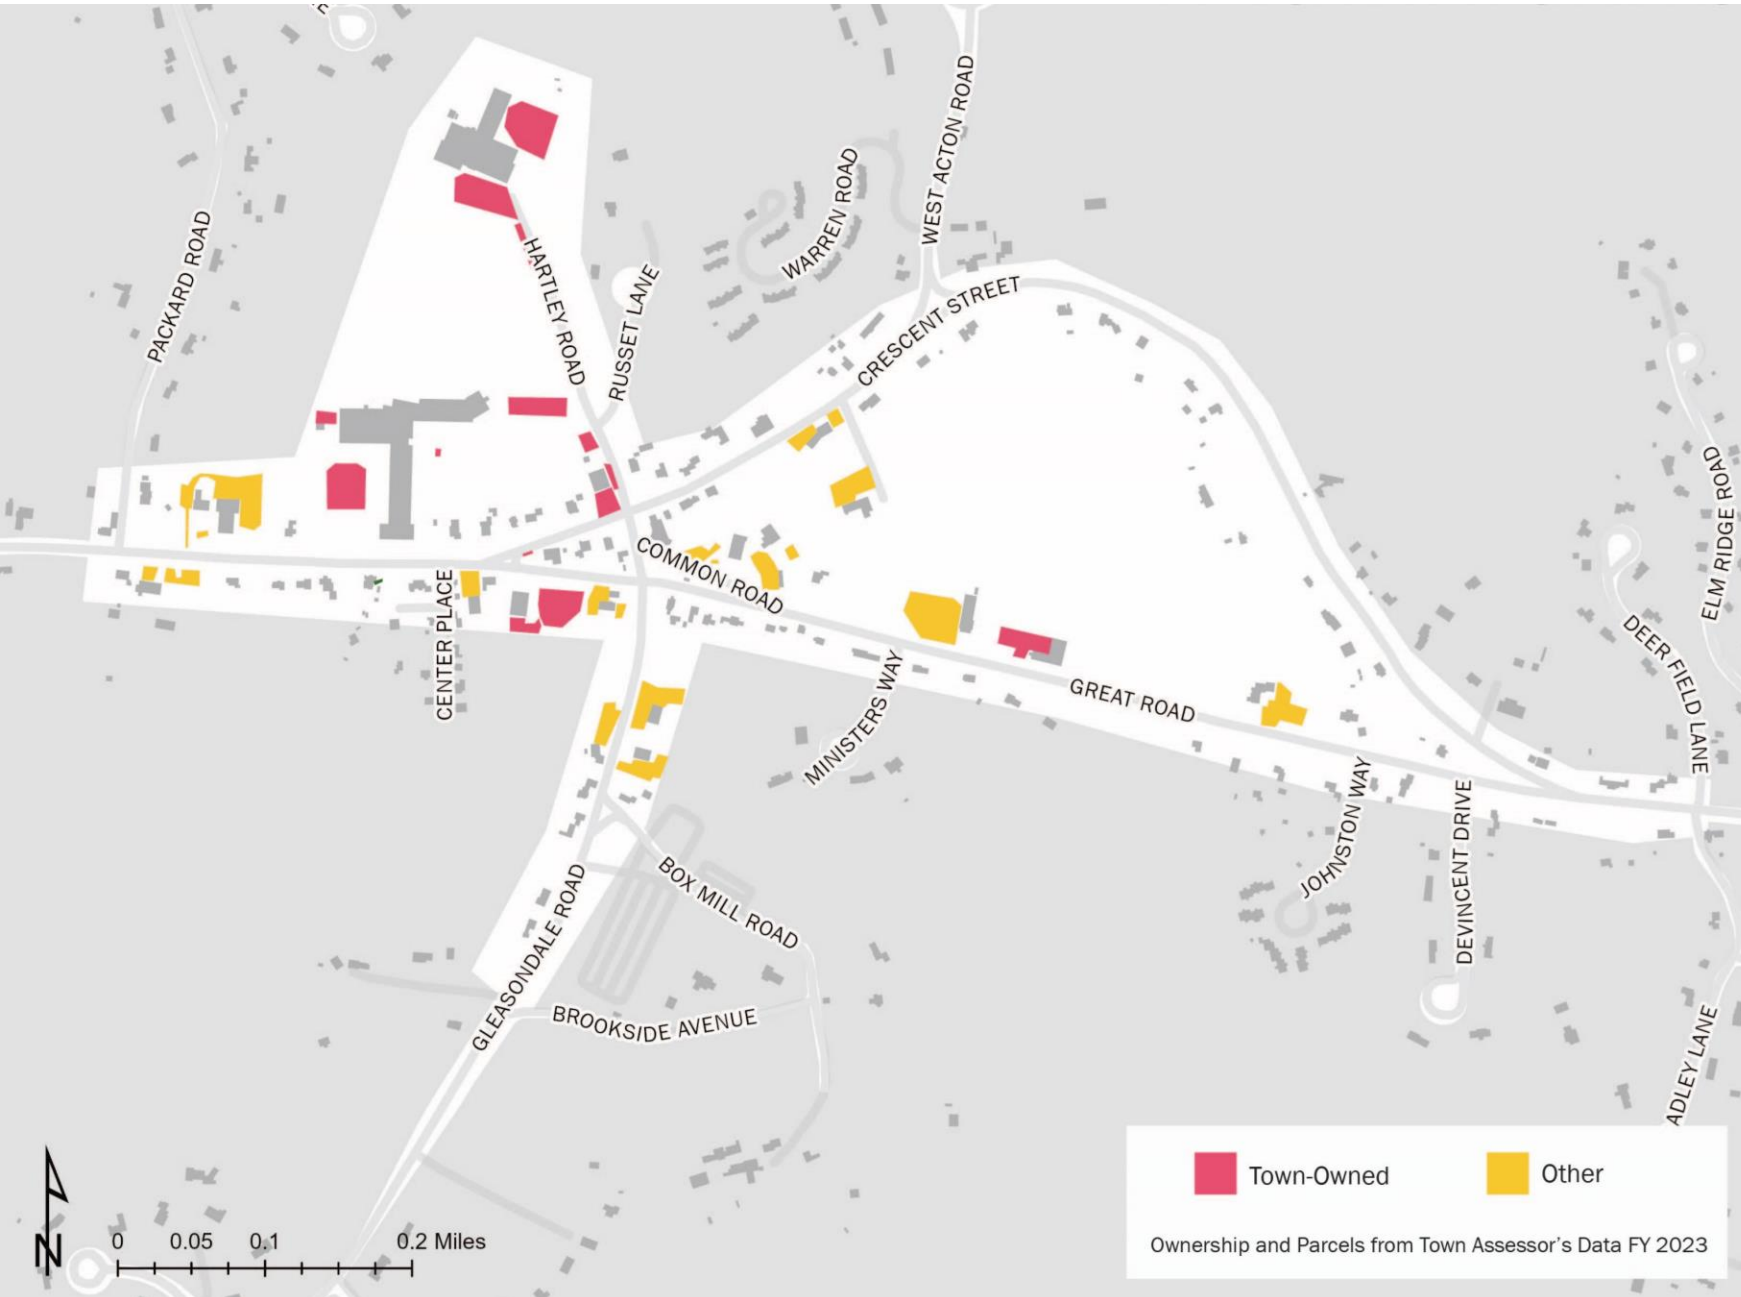 PACKARD ROAD
HARTLEY ROAD
RUSSET LANE
WARREN ROAD
WEST ACTON ROAD
CRESCENT STREET
COMMON ROAD
CENTER PLACE
MINISTERS WAY
GREAT ROAD
ELM RIDGE ROAD
DEER FIELD LANE
JOHNSTON WAY
DEVINCENT DRIVE
BOX MILL ROAD
GLEASONDALE ROAD
BROOKSIDE AVENUE
ADLEY LANE
N
0 0.05 0.1 0.2 Miles
Town-Owned Other
Ownership and Parcels from Town Assessor's Data FY 2023